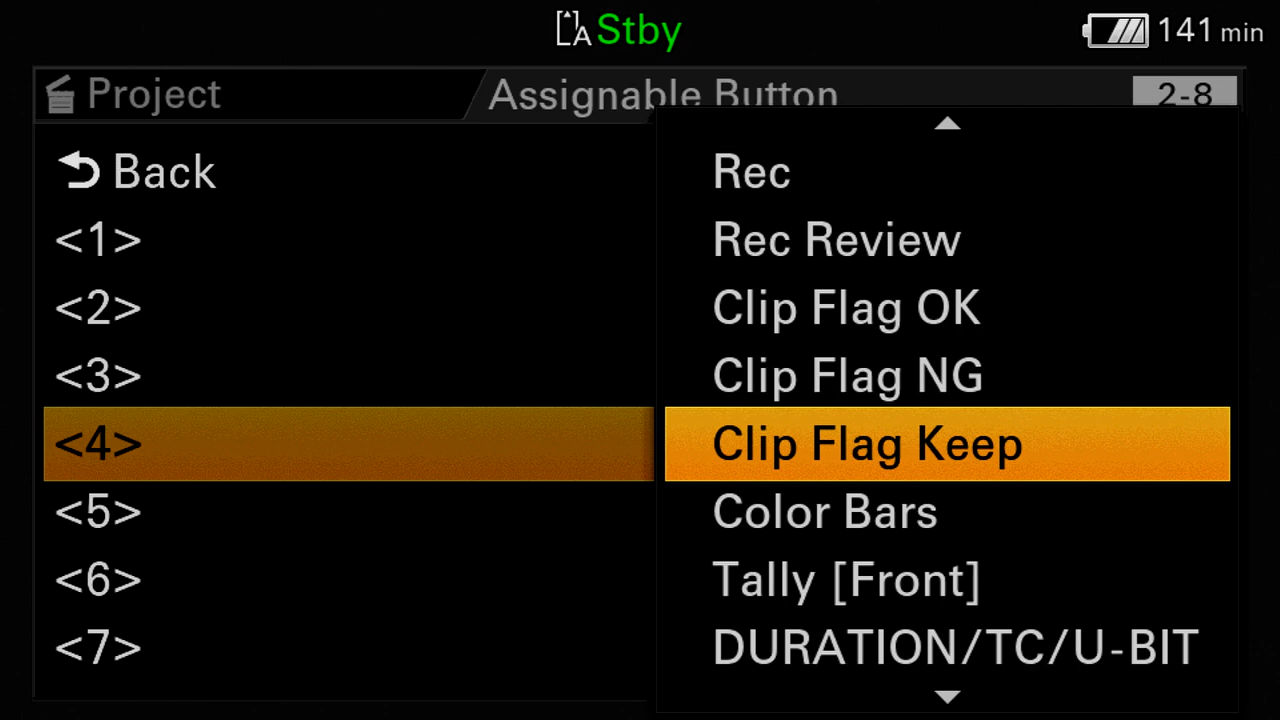 A Stby 141 min
Project Assignable Button 2-8
Back
<1>
<2>
<3>
<4>
<5>
<6>
<7>
Rec
Rec Review
Clip Flag OK
Clip Flag NG
Clip Flag Keep
Color Bars
Tally [Front]
DURATION/TC/U-BIT